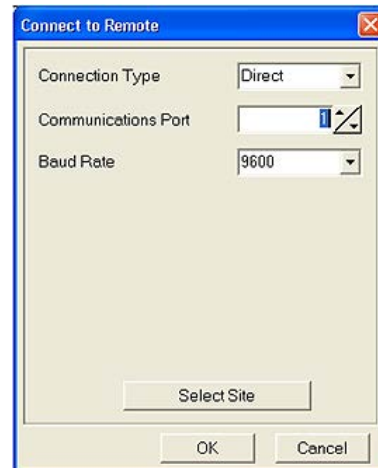 Connect to Remote
Connection Type Direct
Communications Port 1
Baud Rate 9600
Select Site
OK Cancel